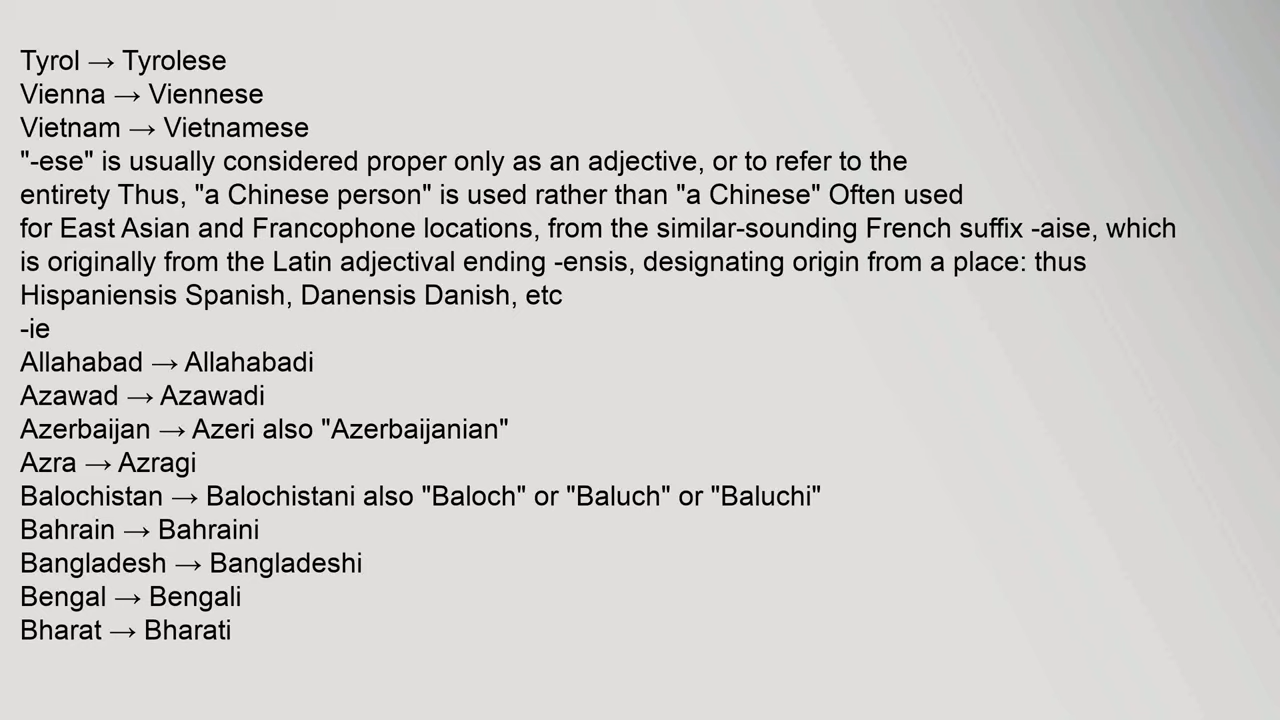 Tyrol → Tyrolese
Vienna → Viennese
Vietnam → Vietnamese
"-ese" is usually considered proper only as an adjective, or to refer to the
entirety Thus, "a Chinese person" is used rather than "a Chinese" Often used
for East Asian and Francophone locations, from the similar-sounding French suffix -aise, which
is originally from the Latin adjectival ending -ensis, designating origin from a place: thus
Hispaniensis Spanish, Danensis Danish, etc
-ie
Allahabad → Allahabadi
Azawad → Azawadi
Azerbaijan → Azeri also "Azerbaijanian"
Azra → Azragi
Balochistan → Balochistani also "Baloch" or "Baluch" or "Baluchi"
Bahrain → Bahraini
Bangladesh → Bangladeshi
Bengal → Bengali
Bharat → Bharati